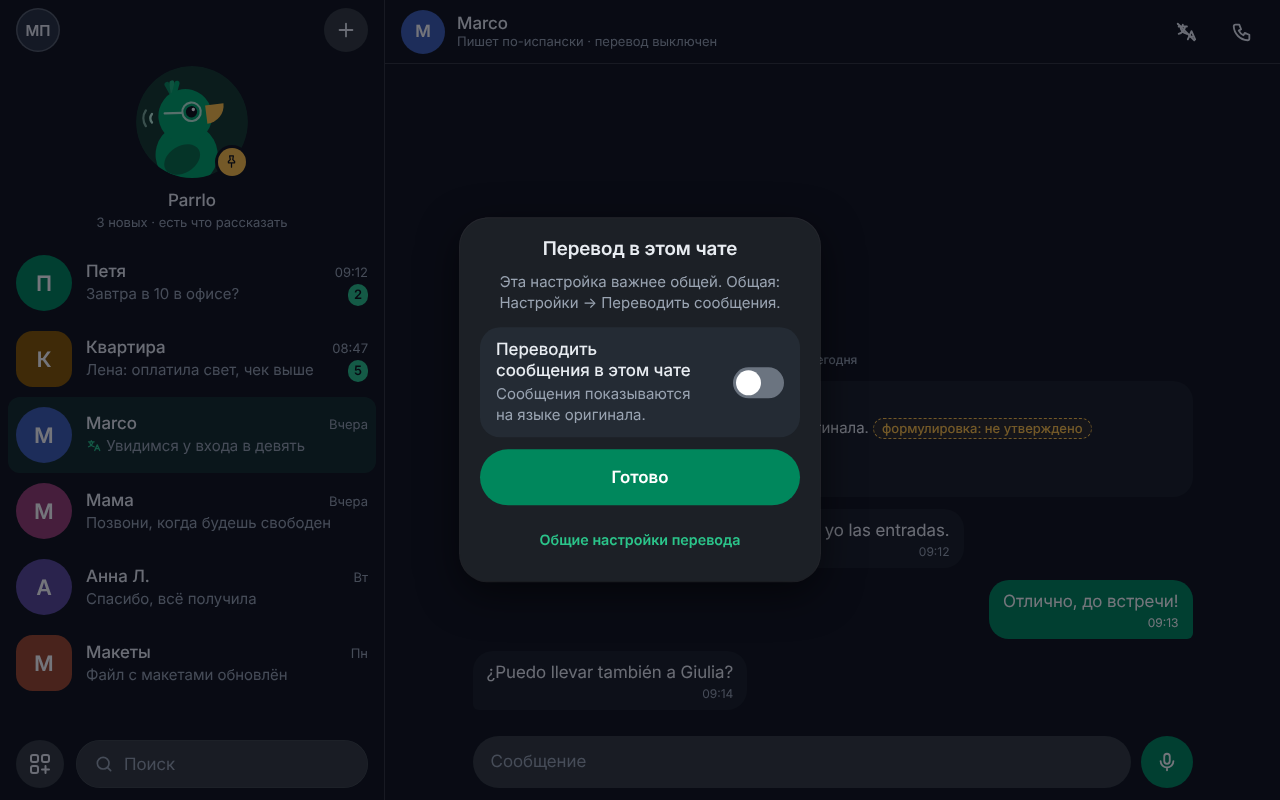 МП
Parrlo
3 новых · есть что рассказать
Петя
09:12
Завтра в 10 в офисе?
2
К
Квартира
08:47
Лена: оплатила свет, чек выше
5
П
M
Marco
Вчера
Увидимся у входа в девять
М
Мама
Вчера
Позвони, когда будешь свободен
А
Анна Л.
Вт
Спасибо, всё получила
М
Макеты
Пн
Файл с макетами обновлён
Поиск
M
Marco
Пишет по-испански · перевод выключен
Перевод в этом чате
Эта настройка важнее общей. Общая:
Настройки → Переводить сообщения.
Переводить
сообщения в этом чате
Сообщения показываются
на языке оригинала.
Готово
Общие настройки перевода
формулировка: не утверждено
yo las entradas.
09:12
Отлично, до встречи!
09:13
¿Puedo llevar también a Giulia?
09:14
Сообщение